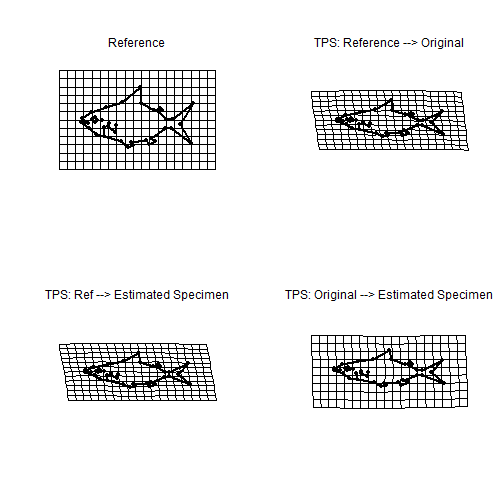 Reference
TPS: Reference --> Original
TPS: Ref --> Estimated Specimen
TPS: Original --> Estimated Specimen